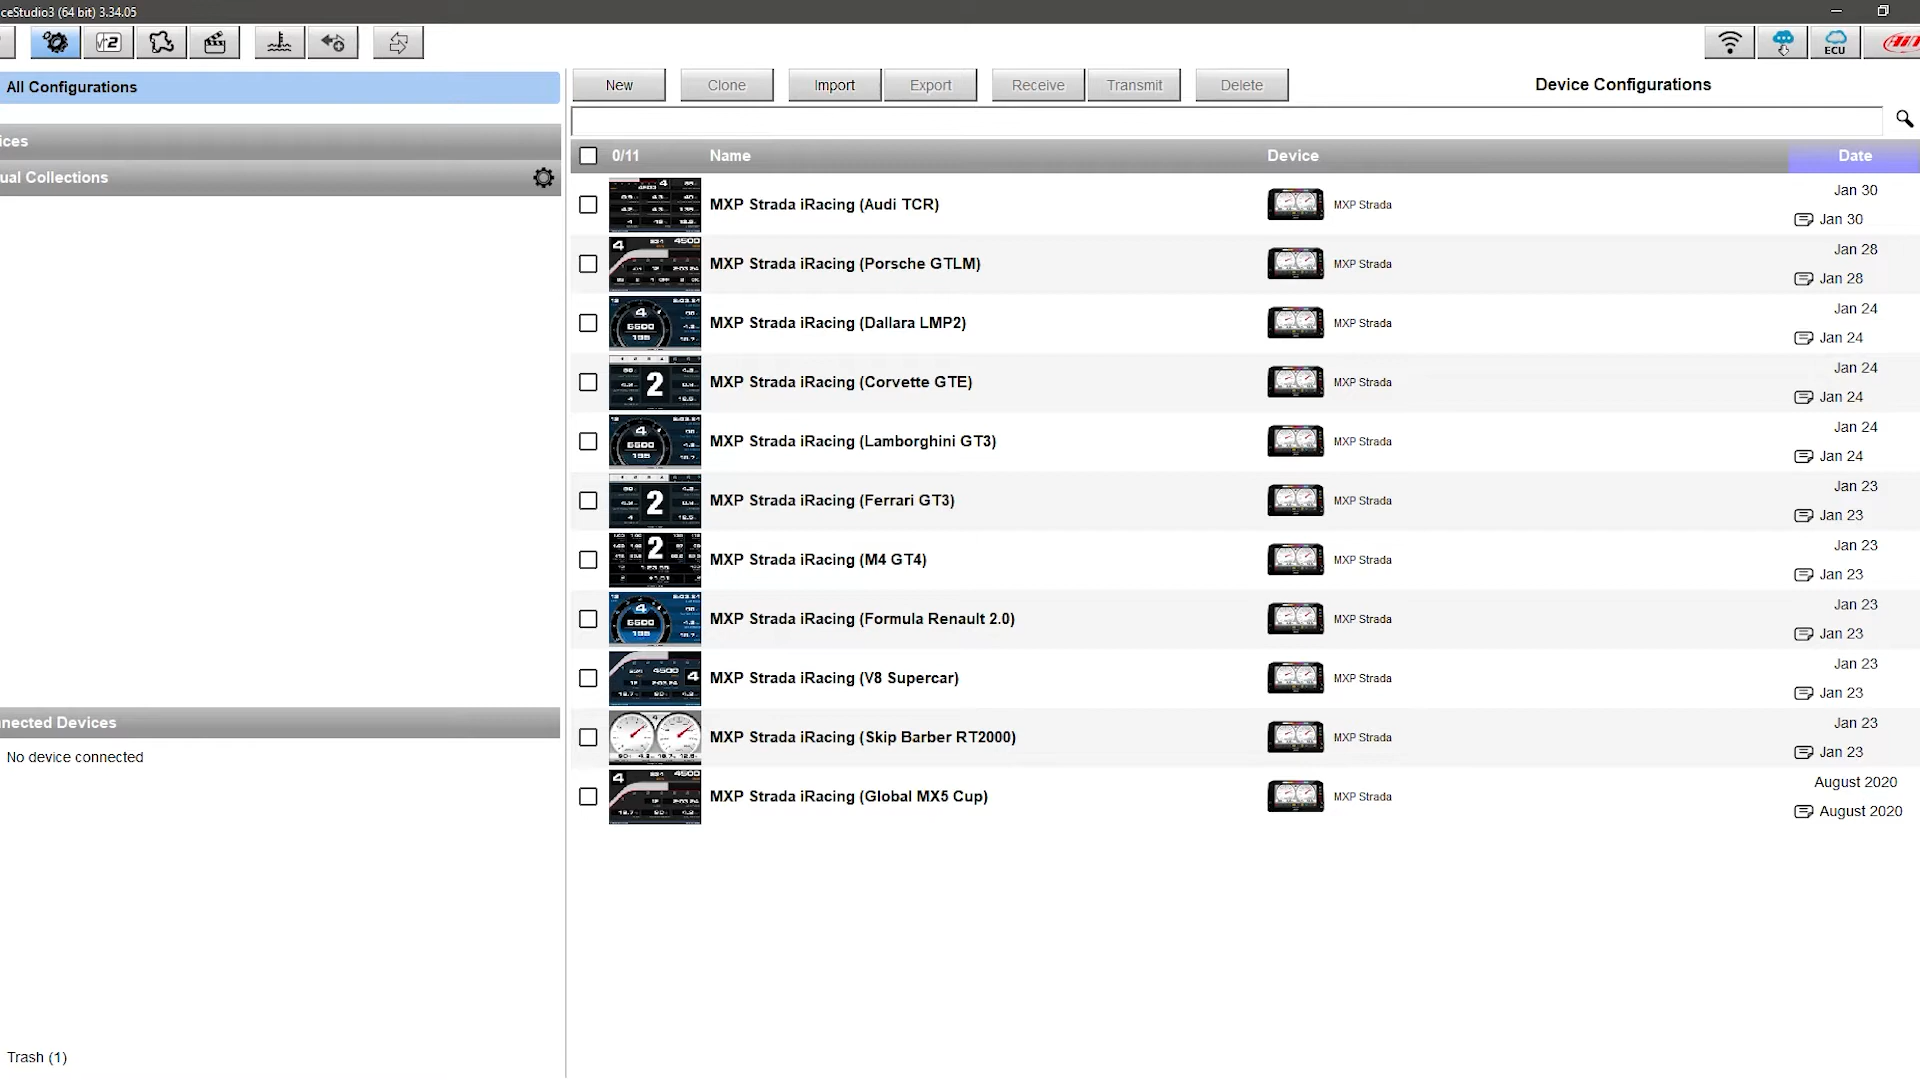 ceStudio3 (64 bit) 3.34.05
ECU
All Configurations
New Clone Import Export Receive Transmit Delete Device Configurations
ices
ual Collections
0/11 Name Device Date
MXP Strada iRacing (Audi TCR) MXP Strada Jan 30
Jan 30
MXP Strada iRacing (Porsche GTLM) MXP Strada Jan 28
Jan 28
MXP Strada iRacing (Dallara LMP2) MXP Strada Jan 24
Jan 24
MXP Strada iRacing (Corvette GTE) MXP Strada Jan 24
Jan 24
MXP Strada iRacing (Lamborghini GT3) MXP Strada Jan 24
Jan 24
MXP Strada iRacing (Ferrari GT3) MXP Strada Jan 23
Jan 23
MXP Strada iRacing (M4 GT4) MXP Strada Jan 23
Jan 23
MXP Strada iRacing (Formula Renault 2.0) MXP Strada Jan 23
Jan 23
MXP Strada iRacing (V8 Supercar) MXP Strada Jan 23
Jan 23
MXP Strada iRacing (Skip Barber RT2000) MXP Strada Jan 23
Jan 23
MXP Strada iRacing (Global MX5 Cup) MXP Strada August 2020
August 2020
nnected Devices
No device connected
Trash (1)